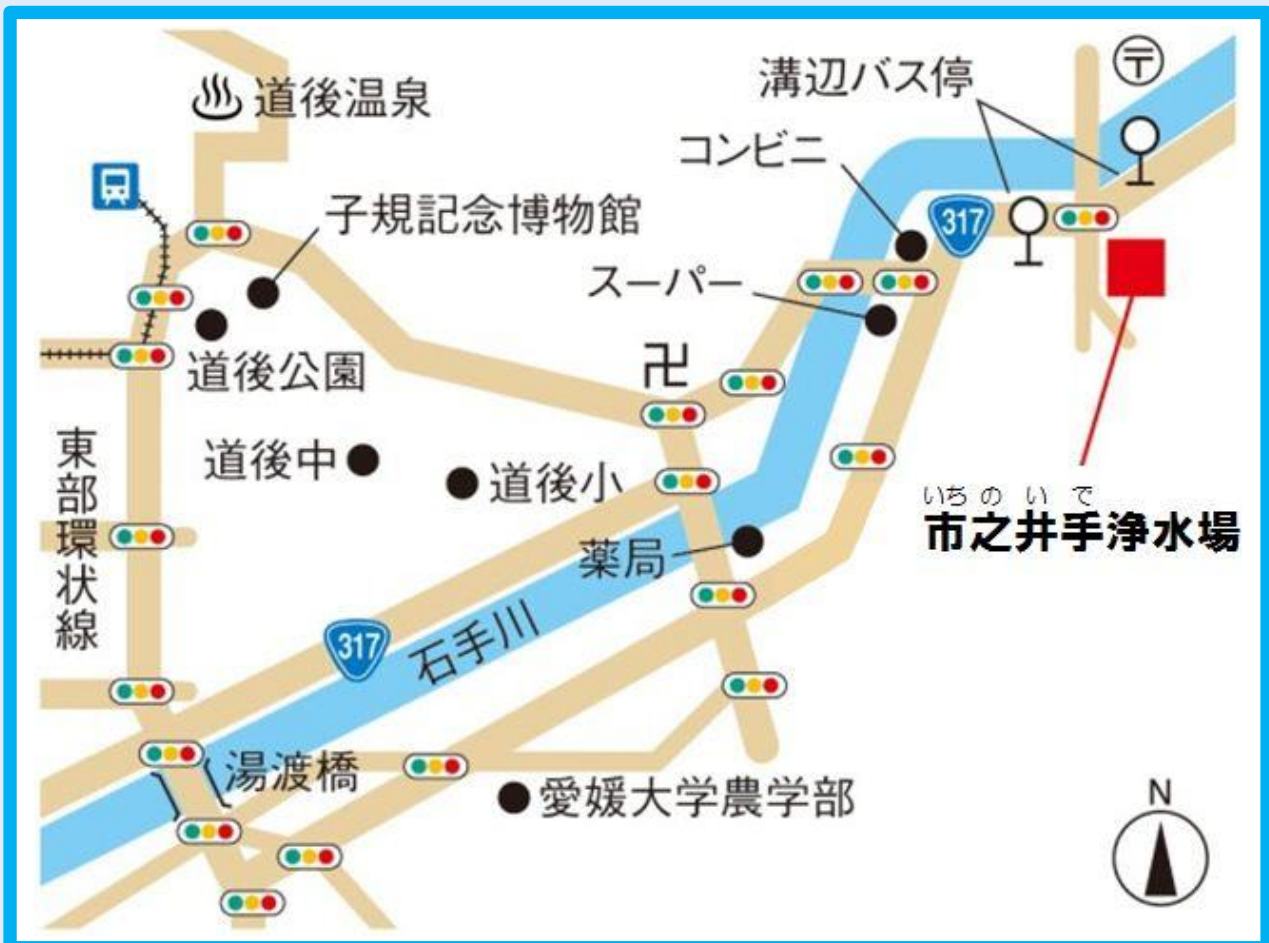 溝辺バス停
道後温泉
コンビニ
子規記念博物館
317
スーパー
道後公園
東部環状線
道後中
道後小
いちのいで
市之井手浄水場
薬局
317
石手川
湯渡橋
愛媛大学農学部
N